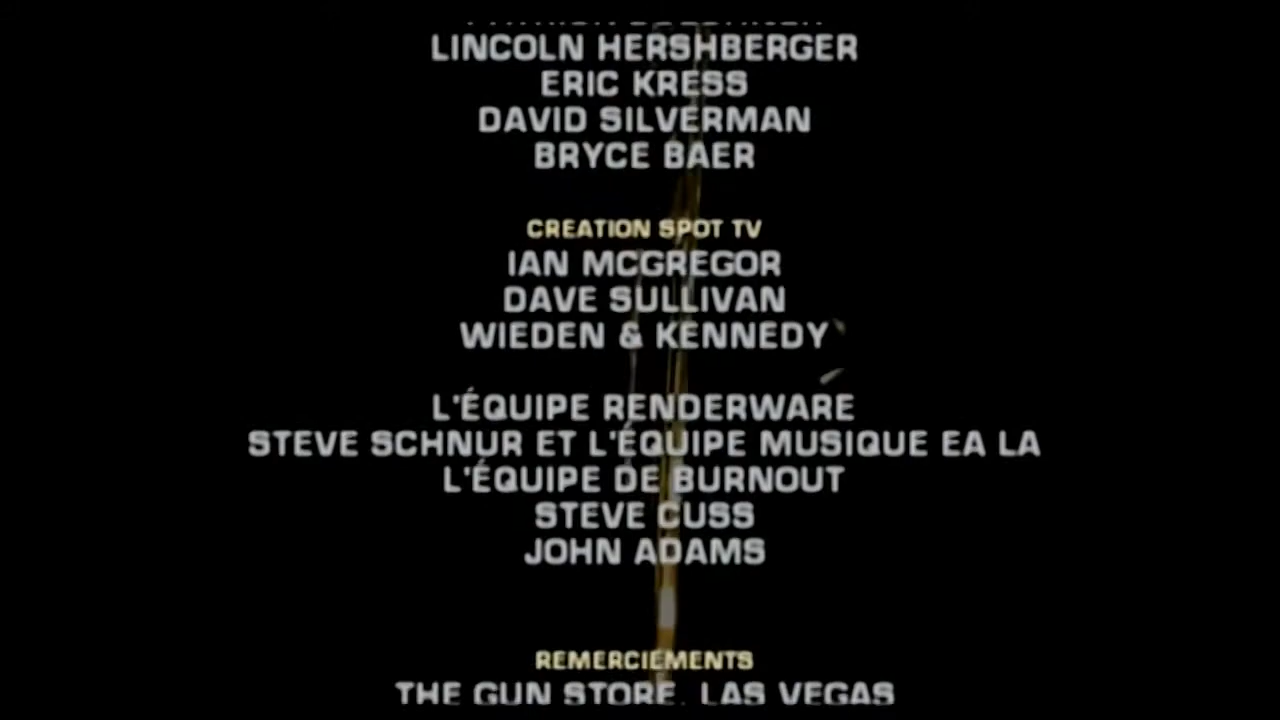 LINCOLN HERSHBERGER
ERIC KRESS
DAVID SILVERMAN
BRYCE BAER
CREATION SPOT TV
IAN MCGREGOR
DAVE SULLIVAN
WIEDEN & KENNEDY
L'ÉQUIPE RENDERWARE
STEVE SCHNUR ET L'ÉQUIPE MUSIQUE EA LA
L'ÉQUIPE DE BURNOUT
STEVE CUSS
JOHN ADAMS
REMERCIEMENTS
THE GUN STORE, LAS VEGAS